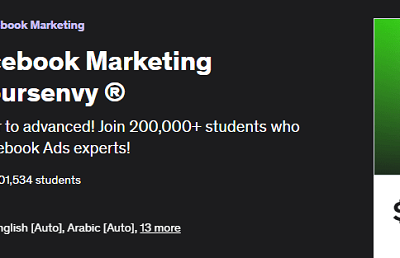 book Marketing
cebook Marketing
oursenvy ®
r to advanced! Join 200,000+ students who
ebook Ads experts!
01,534 students
nglish [Auto], Arabic [Auto], 13 more
$